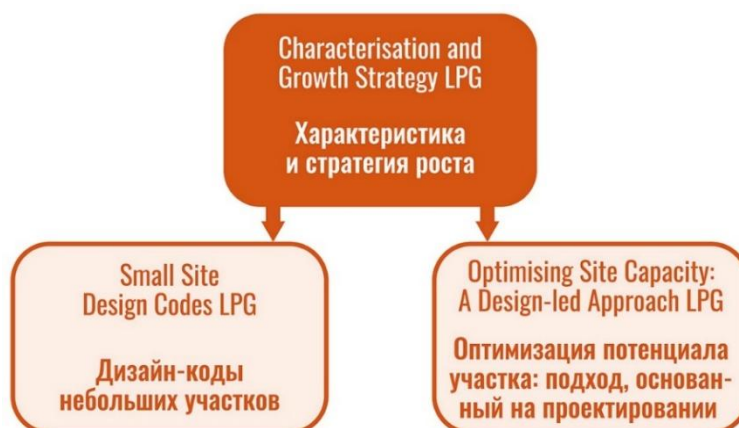 Characterisation and
Growth Strategy LPG
Характеристика
и стратегия роста
Small Site
Design Codes LPG
Дизайн-коды
небольших участков
Optimising Site Capacity:
A Design-led Approach LPG
Оптимизация потенциала
участка: подход, основан-
ный на проектировании